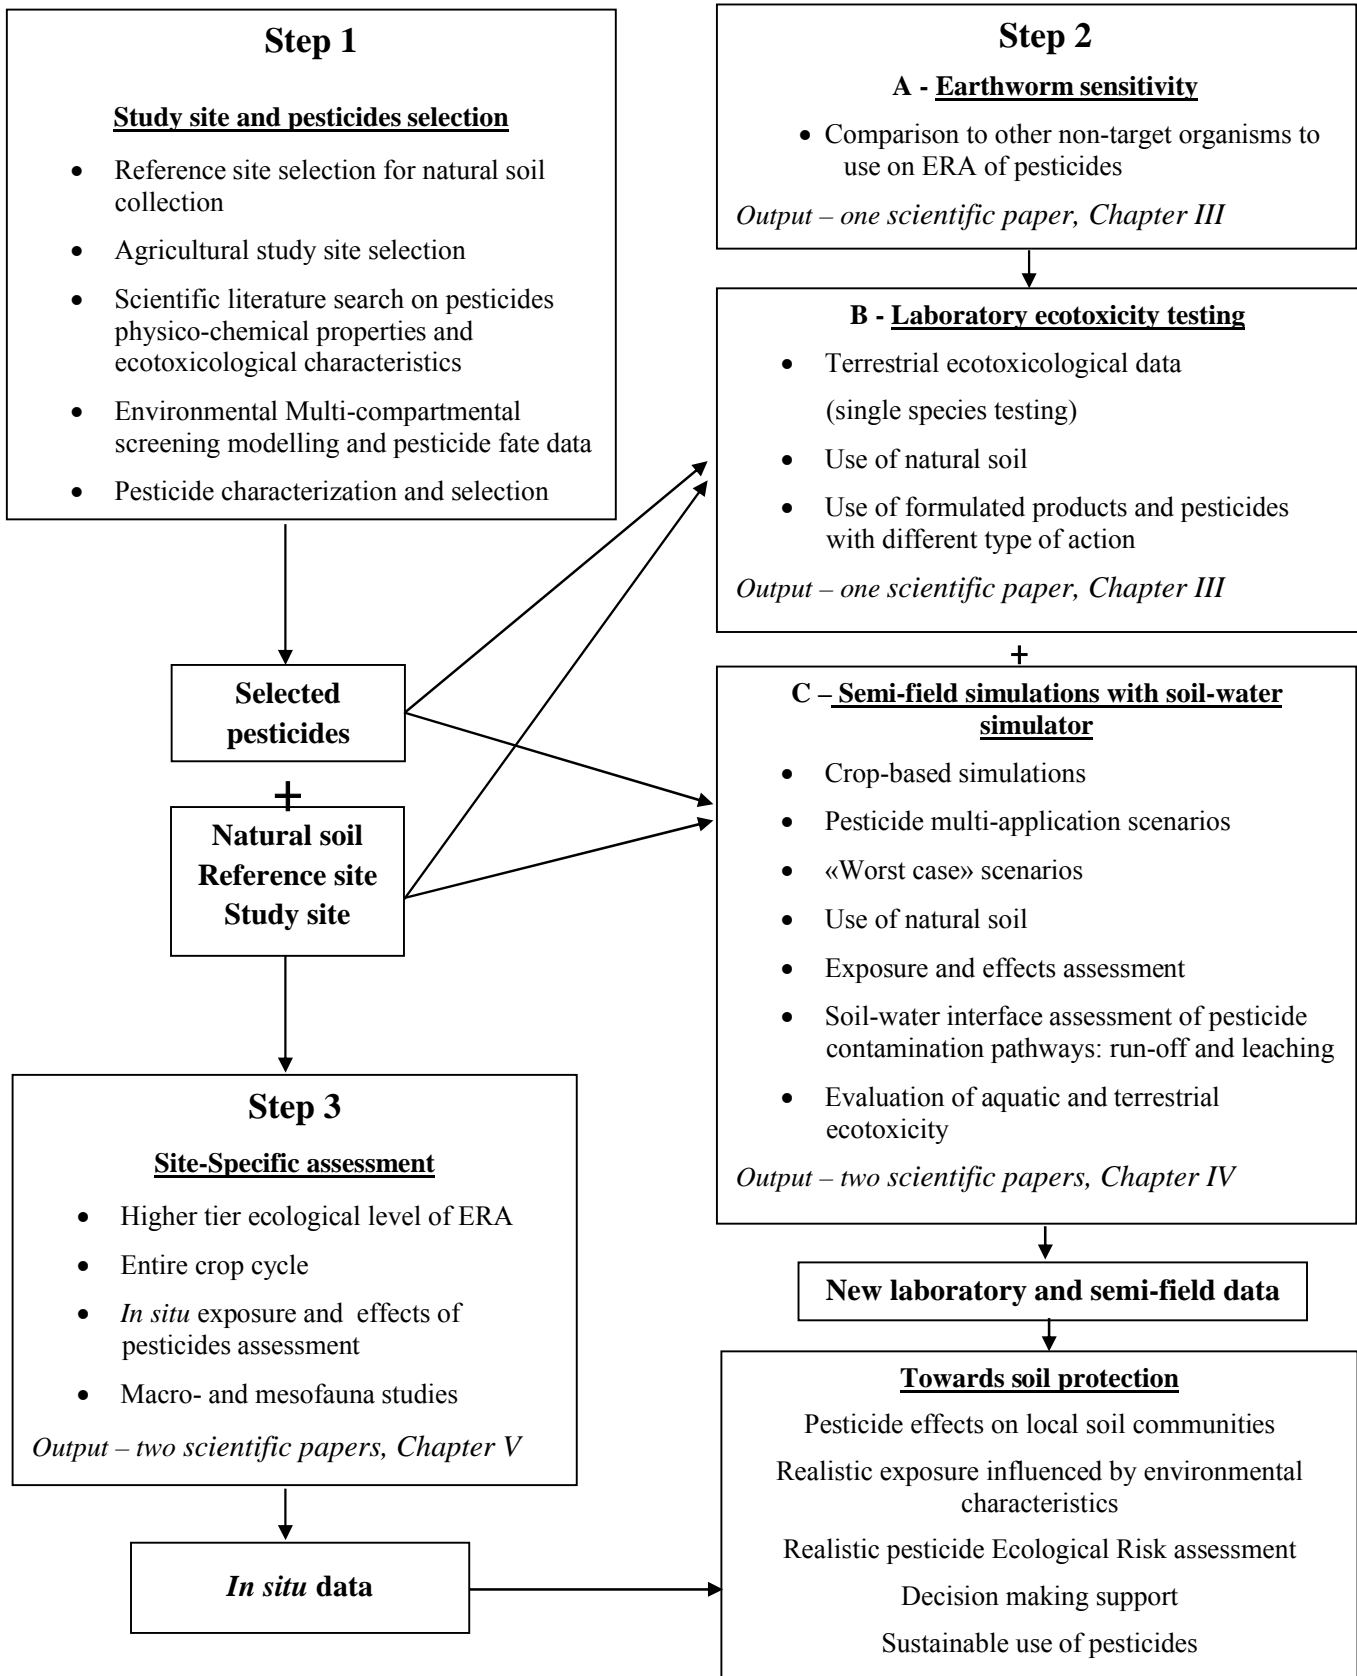 Step 1
Study site and pesticides selection
• Reference site selection for natural soil
collection
• Agricultural study site selection
• Scientific literature search on pesticides
physico-chemical properties and
ecotoxicological characteristics
• Environmental Multi-compartmental
screening modelling and pesticide fate data
• Pesticide characterization and selection
Selected
pesticides
+
Natural soil
Reference site
Study site
Step 3
Site-Specific assessment
• Higher tier ecological level of ERA
• Entire crop cycle
• In situ exposure and effects of
pesticides assessment
• Macro- and mesofauna studies
Output – two scientific papers, Chapter V
In situ data
Step 2
A - Earthworm sensitivity
• Comparison to other non-target organisms to
use on ERA of pesticides
Output – one scientific paper, Chapter III
B - Laboratory ecotoxicity testing
• Terrestrial ecotoxicological data
(single species testing)
• Use of natural soil
• Use of formulated products and pesticides
with different type of action
Output – one scientific paper, Chapter III
+
C – Semi-field simulations with soil-water
simulator
• Crop-based simulations
• Pesticide multi-application scenarios
• «Worst case» scenarios
• Use of natural soil
• Exposure and effects assessment
• Soil-water interface assessment of pesticide
contamination pathways: run-off and leaching
• Evaluation of aquatic and terrestrial
ecotoxicity
Output – two scientific papers, Chapter IV
New laboratory and semi-field data
Towards soil protection
Pesticide effects on local soil communities
Realistic exposure influenced by environmental
characteristics
Realistic pesticide Ecological Risk assessment
Decision making support
Sustainable use of pesticides